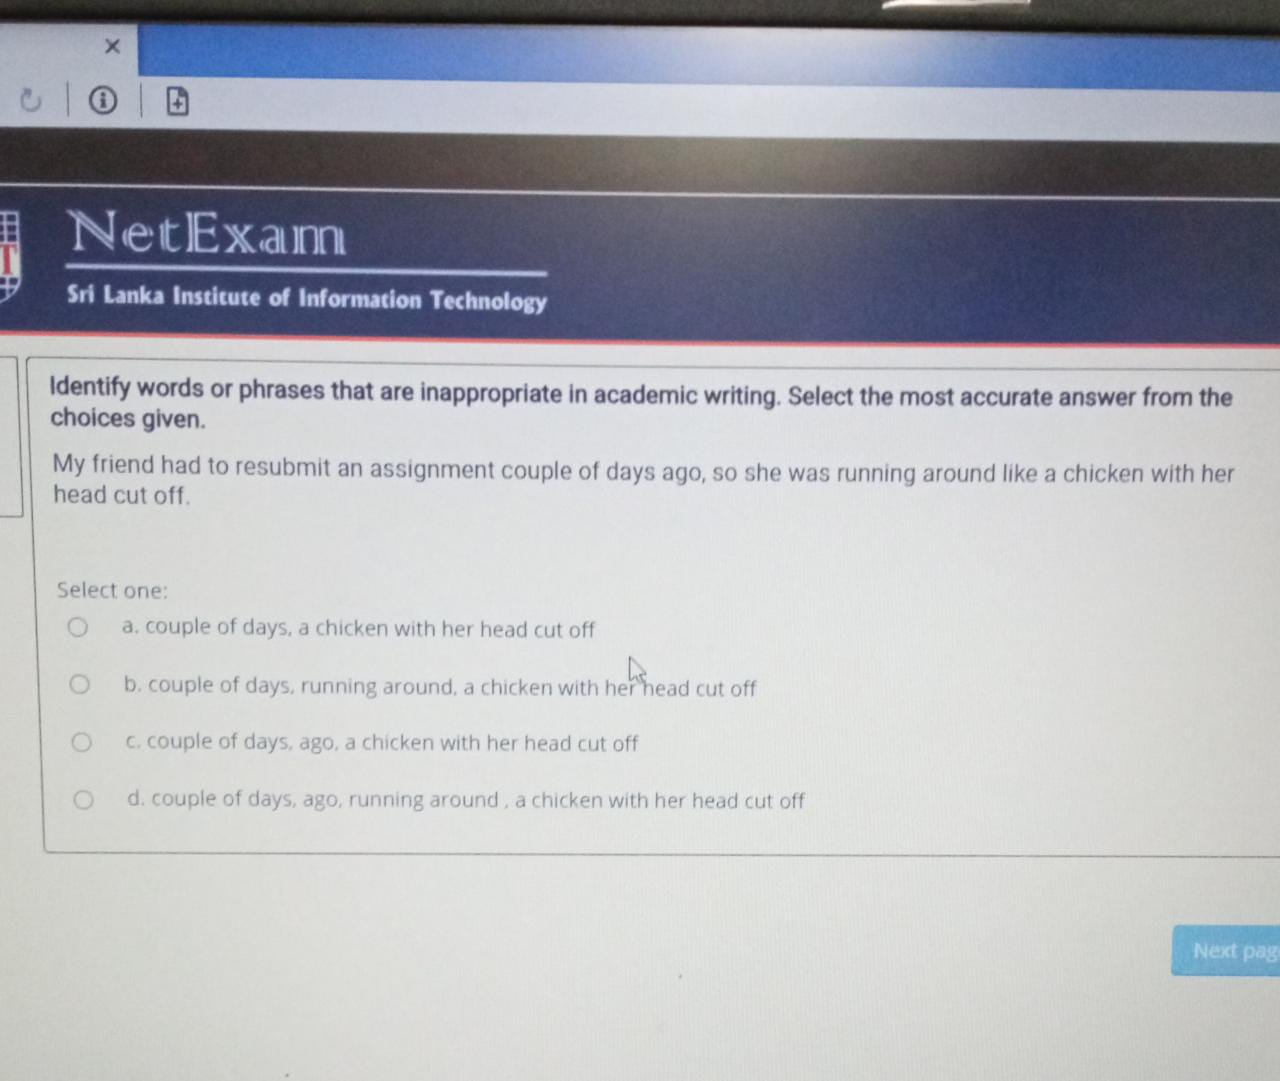 NetExam
Sri Lanka Institute of Information Technology
Identify words or phrases that are inappropriate in academic writing. Select the most accurate answer from the
choices given.
My friend had to resubmit an assignment couple of days ago, so she was running around like a chicken with her
head cut off.
Select one:
a. couple of days, a chicken with her head cut off
b. couple of days, running around, a chicken with her head cut off
c. couple of days, ago, a chicken with her head cut off
d. couple of days, ago, running around , a chicken with her head cut off
Next pag